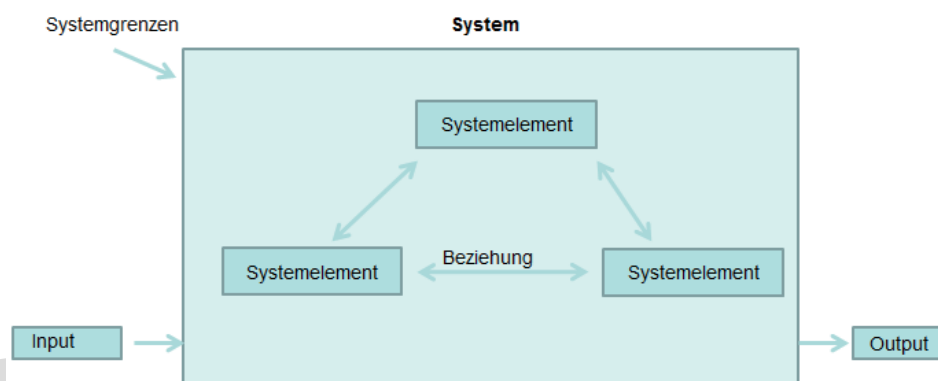 Systemgrenzen
System
Systemelement
Beziehung
Systemelement
Systemelement
Input
Output